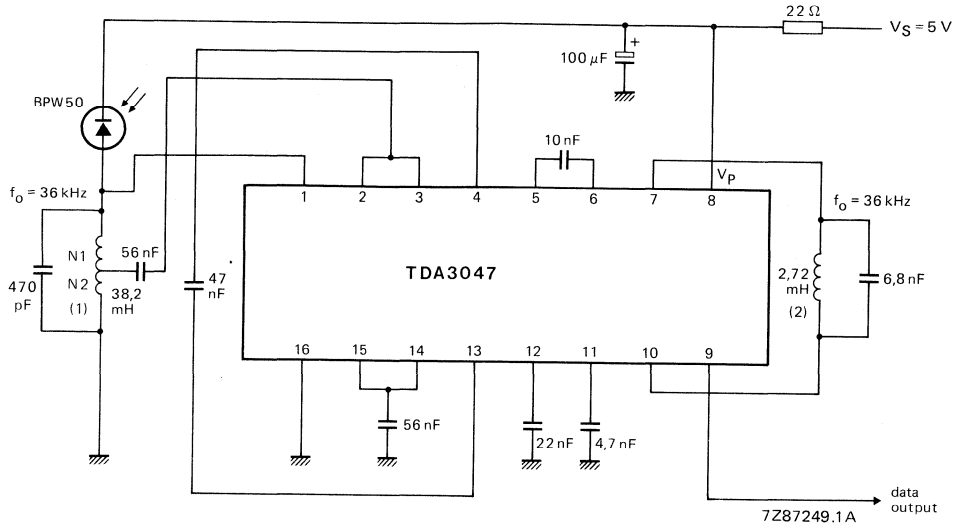 22 Ω
V_S = 5 V
+
100 μF
BPW50
10 nF
1 2 3 4 5 6 7 8
V_P
f_o = 36 kHz
f_o = 36 kHz
N1
56 nF
TDA3047
47 nF
470 pF
N2
(1)
38,2 mH
2,72 mH
(2)
6,8 nF
16 15 14 13 12 11 10 9
56 nF
22 nF
4,7 nF
data output
7Z87249.1A